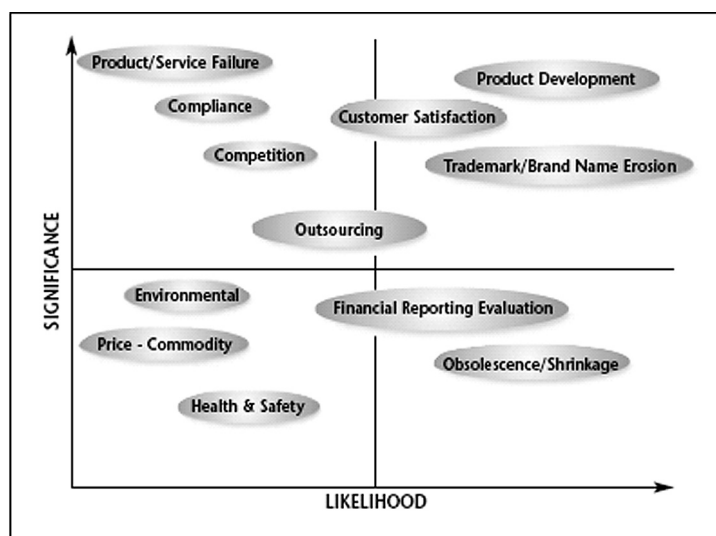 Product/Service Failure
Product Development
Compliance
Customer Satisfaction
Competition
Trademark/Brand Name Erosion
Outsourcing
SIGNIFICANCE
Environmental
Financial Reporting Evaluation
Price - Commodity
Obsolescence/Shrinkage
Health & Safety
LIKELIHOOD